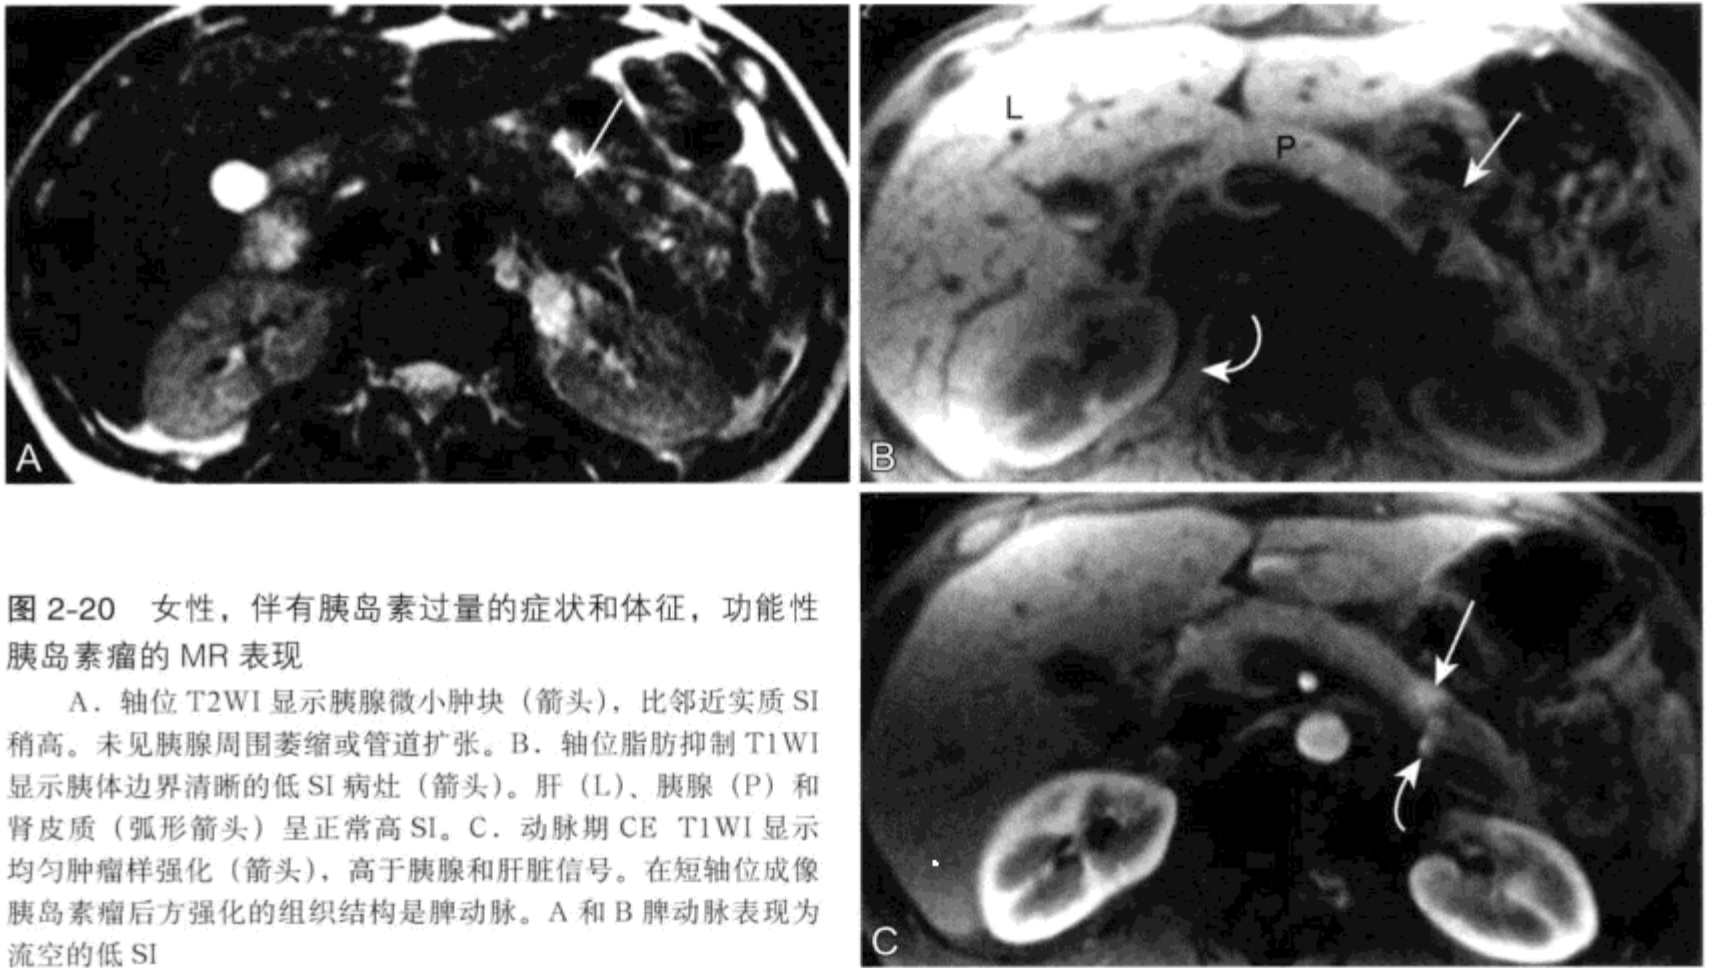 L
P
A
B
图 2-20 女性，伴有胰岛素过量的症状和体征，功能性
胰岛素瘤的 MR 表现
A．轴位 T2WI 显示胰腺微小肿块（箭头），比邻近实质 SI
稍高。未见胰腺周围萎缩或管道扩张。B．轴位脂肪抑制 T1WI
显示胰体边界清晰的低 SI 病灶（箭头）。肝（L）、胰腺（P）和
肾皮质（弧形箭头）呈正常高 SI。C．动脉期 CE T1WI 显示
均匀肿瘤样强化（箭头），高于胰腺和肝脏信号。在短轴位成像
胰岛素瘤后方强化的组织结构是脾动脉。A 和 B 脾动脉表现为
流空的低 SI
C